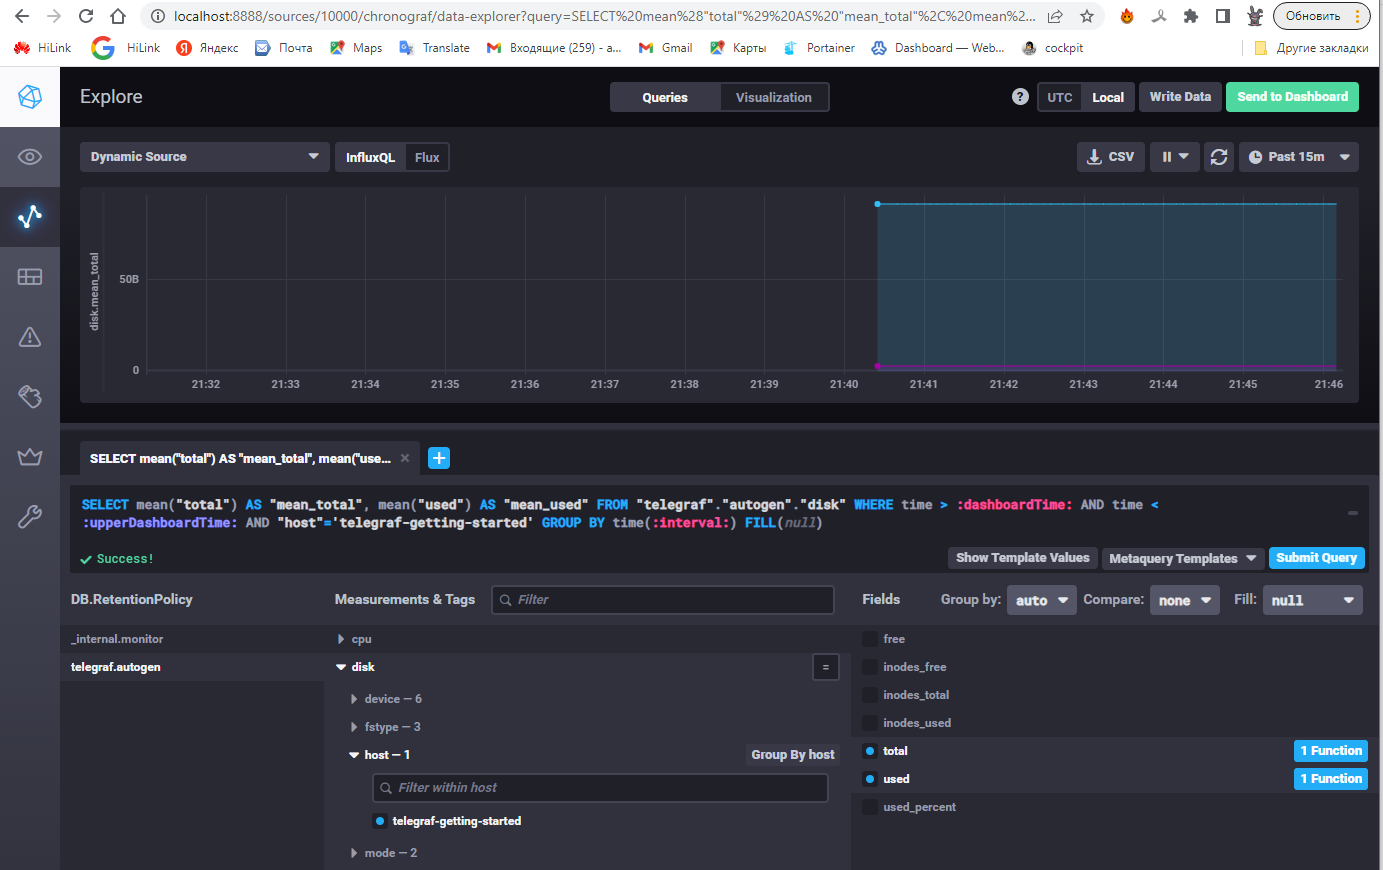 localhost:8888/sources/10000/chronograf/data-explorer?query=SELECT%20mean%28"total"%29%20AS%20"mean_total"%2C%20mean%2...
Обновить
HiLink
HiLink
Яндекс
Почта
Maps
Translate
Входящие (259) - a...
Gmail
Карты
Portainer
Dashboard — Web...
cockpit
Другие закладки
Explore
Queries
Visualization
?
UTC
Local
Write Data
Send to Dashboard
Dynamic Source
InfluxQL
Flux
CSV
Past 15m
disk.mean_total
50B
0
21:32 21:33 21:34 21:35 21:36 21:37 21:38 21:39 21:40 21:41 21:42 21:43 21:44 21:45 21:46
SELECT mean("total") AS "mean_total", mean("use...
SELECT mean("total") AS "mean_total", mean("used") AS "mean_used" FROM "telegraf"."autogen"."disk" WHERE time > :dashboardTime: AND time <
:upperDashboardTime: AND "host"='telegraf-getting-started' GROUP BY time(:interval:) FILL(null)
Success!
Show Template Values
Metaquery Templates
Submit Query
DB.RetentionPolicy
Measurements & Tags
Filter
Fields
Group by:
auto
Compare:
none
Fill:
null
_internal.monitor
telegraf.autogen
cpu
disk
=
device — 6
fstype — 3
host — 1
Group By host
Filter within host
telegraf-getting-started
mode — 2
free
inodes_free
inodes_total
inodes_used
total
1 Function
used
1 Function
used_percent